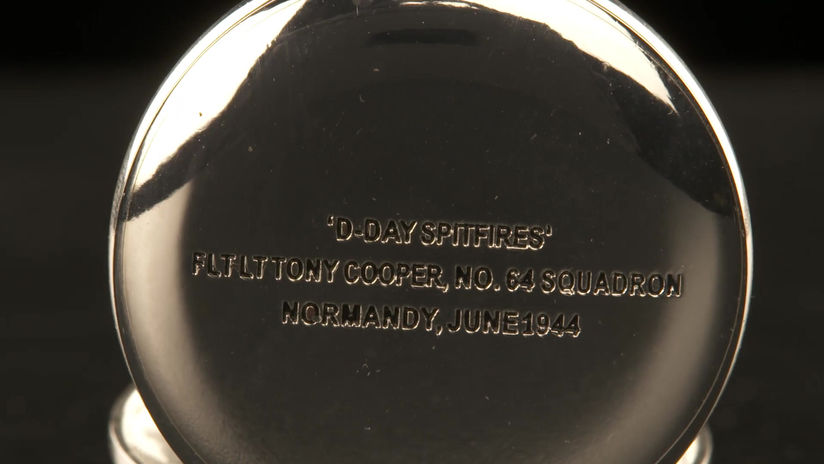 'D-DAY SPITFIRES'
FLT LT TONY COOPER, NO. 64 SQUADRON
NORMANDY, JUNE 1944